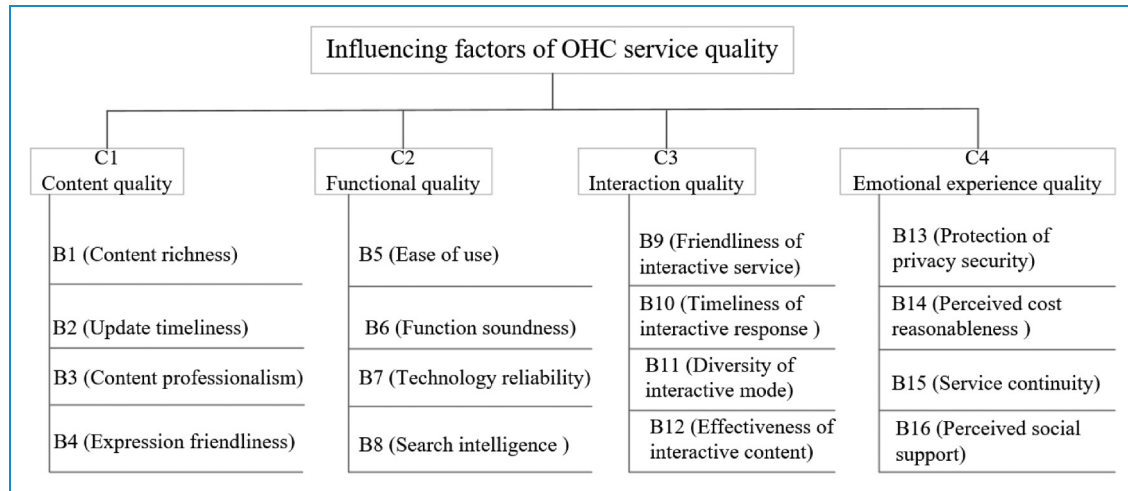 Influencing factors of OHC service quality
C1
Content quality
B1 (Content richness)
B2 (Update timeliness)
B3 (Content professionalism)
B4 (Expression friendliness)
C2
Functional quality
B5 (Ease of use)
B6 (Function soundness)
B7 (Technology reliability)
B8 (Search intelligence )
C3
Interaction quality
B9 (Friendliness of
interactive service)
B10 (Timeliness of
interactive response )
B11 (Diversity of
interactive mode)
B12 (Effectiveness of
interactive content)
C4
Emotional experience quality
B13 (Protection of
privacy security)
B14 (Perceived cost
reasonableness )
B15 (Service continuity)
B16 (Perceived social
support)